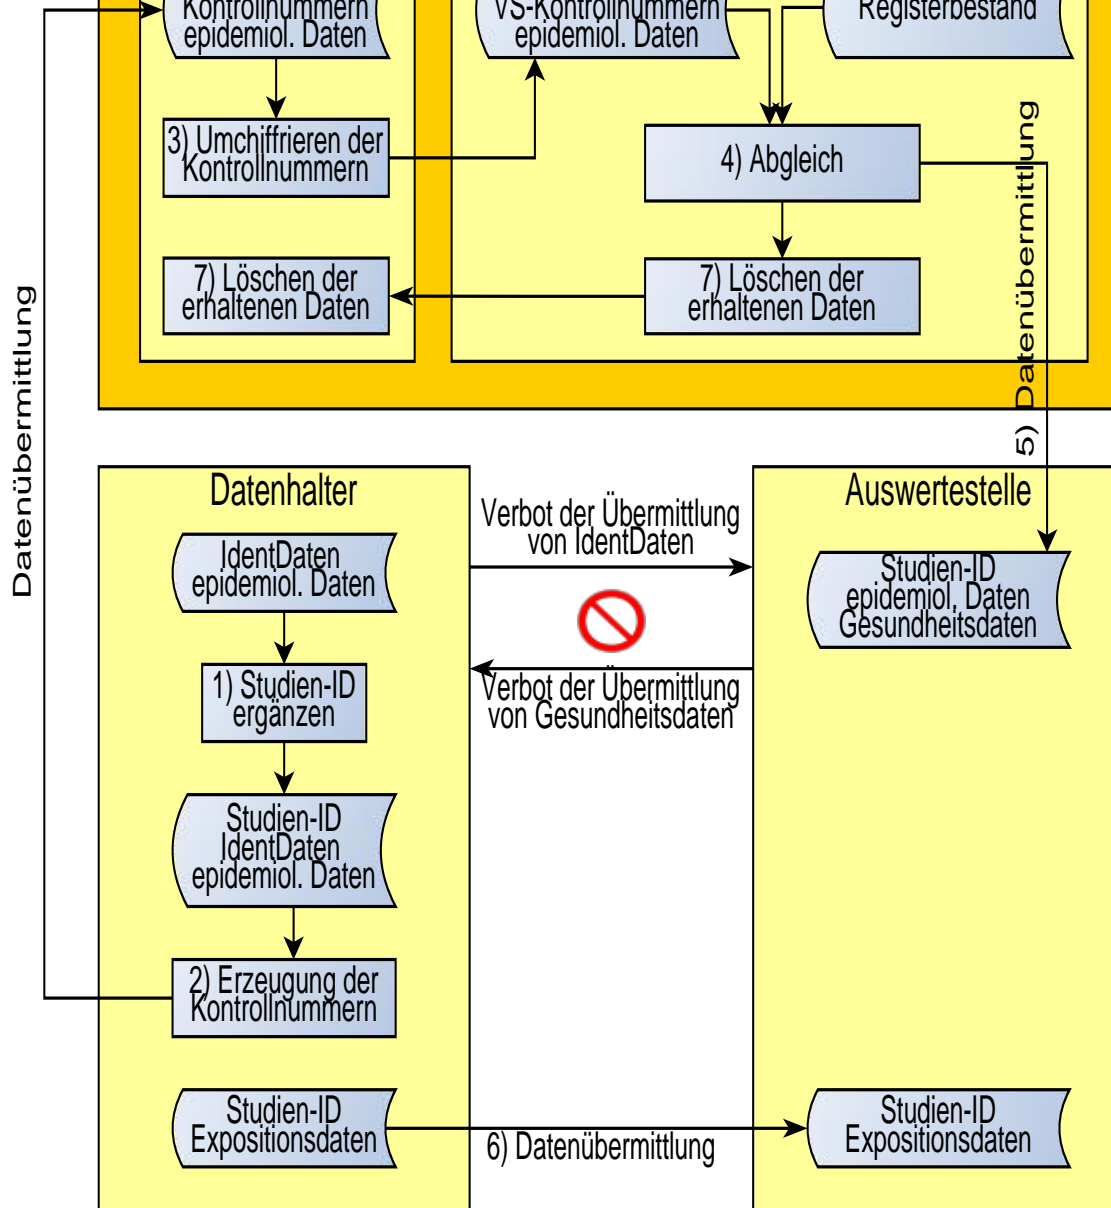 Kontrollnummern
epidemiol. Daten
VS-Kontrollnummern
epidemiol. Daten
Registerbestand
3) Umchiffrieren der
Kontrollnummern
4) Abgleich
7) Löschen der
erhaltenen Daten
7) Löschen der
erhaltenen Daten
Datenübermittlung
5) Datenübermittlung
Datenhalter
IdentDaten
epidemiol. Daten
1) Studien-ID
ergänzen
Studien-ID
IdentDaten
epidemiol. Daten
2) Erzeugung der
Kontrollnummern
Studien-ID
Expositionsdaten
Verbot der Übermittlung
von IdentDaten
Verbot der Übermittlung
von Gesundheitsdaten
6) Datenübermittlung
Auswertestelle
Studien-ID
epidemiol. Daten
Gesundheitsdaten
Studien-ID
Expositionsdaten